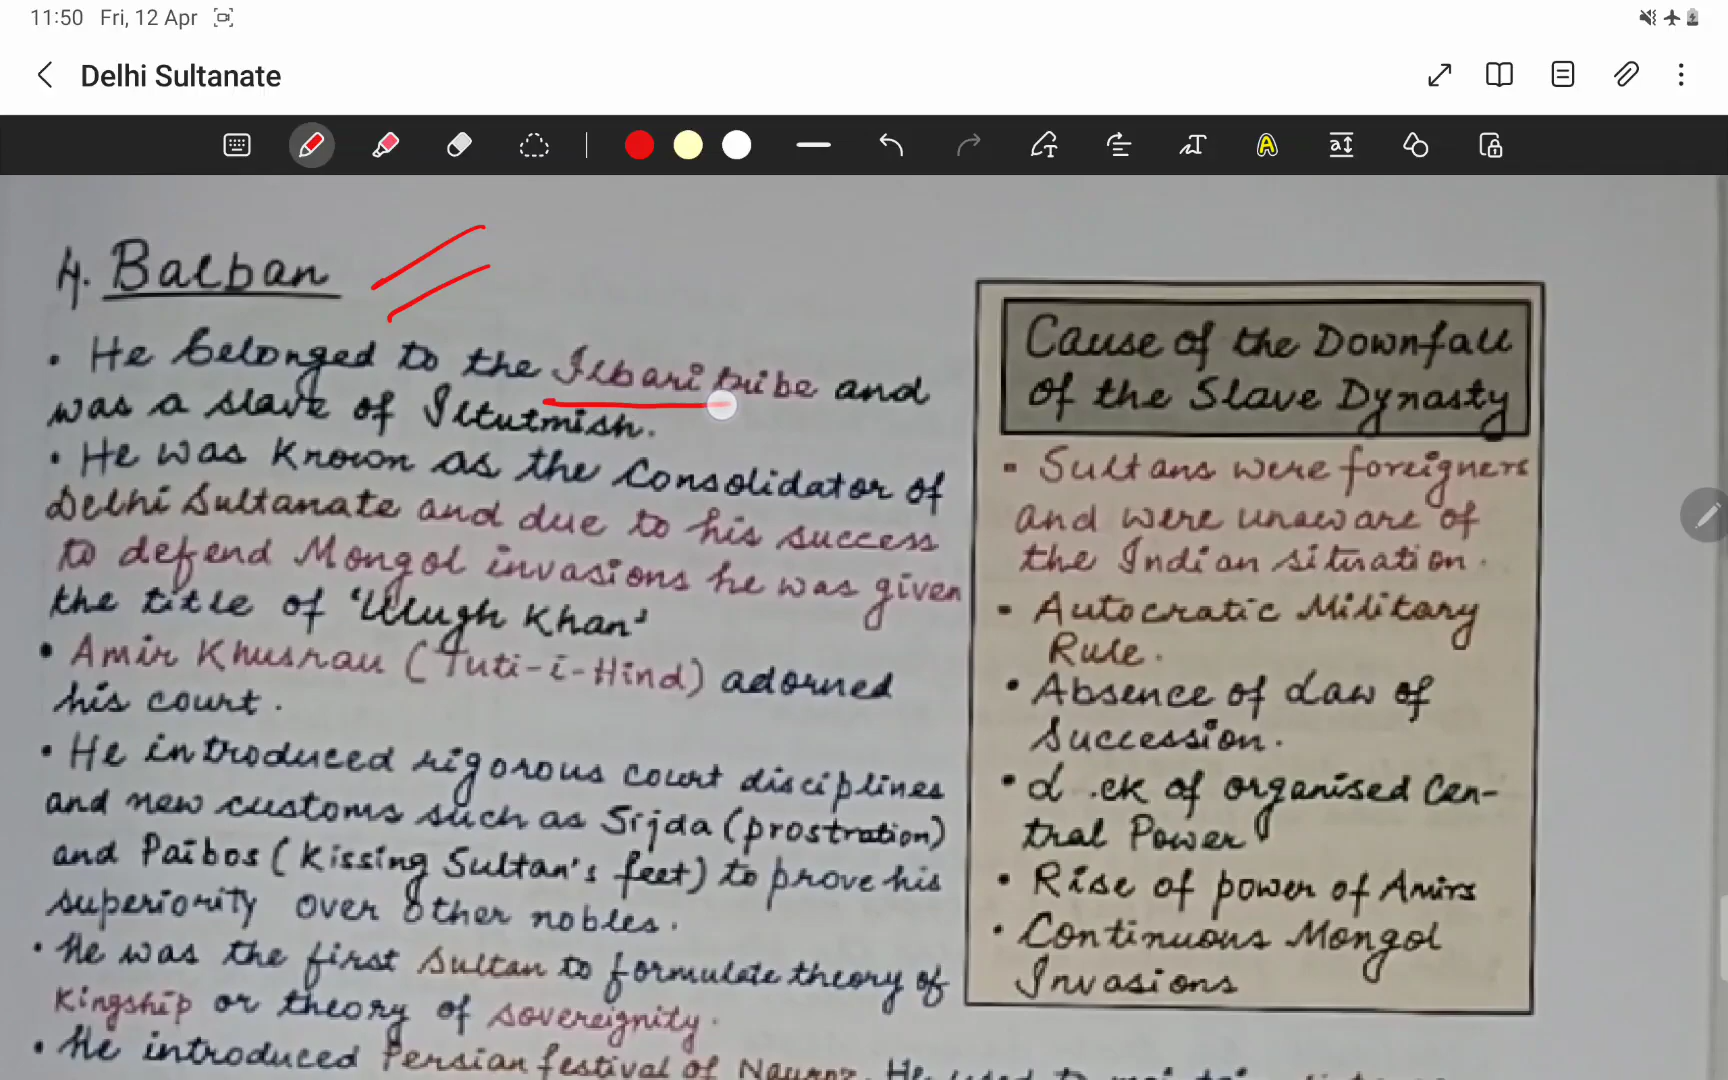 11:50 Fri, 12 Apr
Delhi Sultanate
4. Balban
• He belonged to the Ilbari tribe and
was a slave of Iltutmish.
• He was known as the Consolidator of
Delhi Sultanate and due to his success
to defend Mongol invasions he was given
the title of 'Ulugh Khan'
• Amir Khusrau (Tuti-i-Hind) adorned
his court.
• He introduced rigorous court disciplines
and new customs such as Sijda (prostration)
and Paibos (Kissing Sultan's feet) to prove his
superiority over other nobles.
• He was the first Sultan to formulate theory of
Kingship or theory of sovereignity.
• He introduced Persian festival of Nauroz. He used to
Cause of the Downfall
of the Slave Dynasty
- Sultans were foreigners
and were unaware of
the Indian situation.
• Autocratic Military
Rule.
• Absence of Law of
Succession.
• L .ck of organised Cen-
tral Power
• Rise of power of Amirs
• Continuous Mongol
Invasions